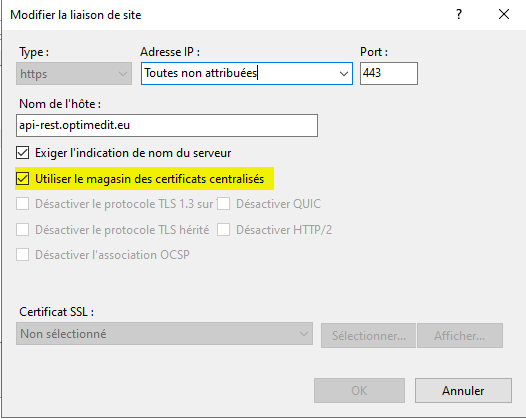 Modifier la liaison de site
Type :
Adresse IP :
Port :
https
Toutes non attribuées
443
Nom de l'hôte :
api-rest.optimedit.eu
Exiger l'indication de nom du serveur
Utiliser le magasin des certificats centralisés
Désactiver le protocole TLS 1.3 sur
Désactiver QUIC
Désactiver le protocole TLS hérité
Désactiver HTTP/2
Désactiver l'association OCSP
Certificat SSL :
Non sélectionné
Sélectionner...
Afficher...
OK
Annuler